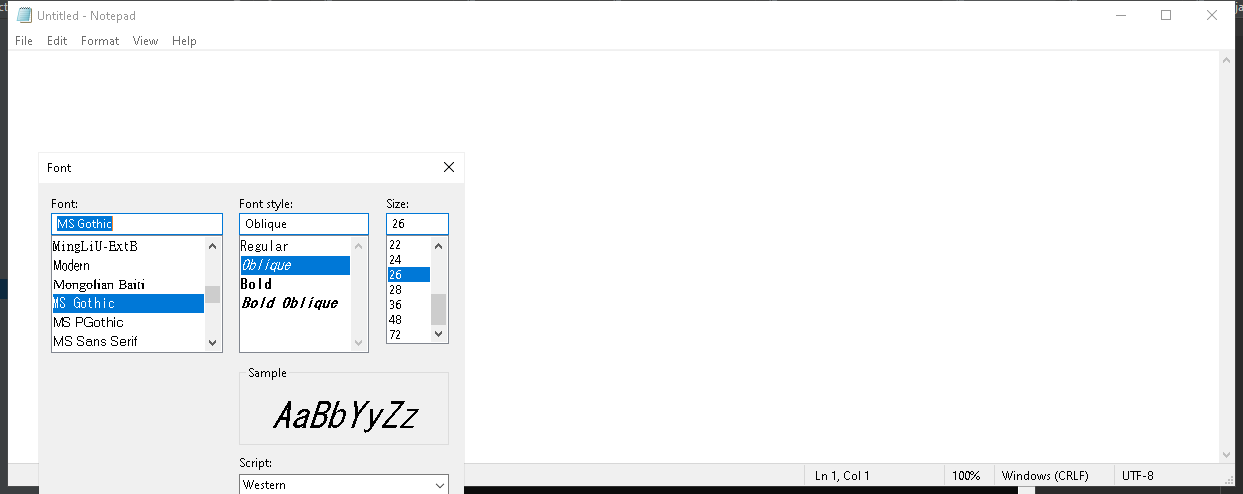 Untitled - Notepad
File Edit Format View Help
Font
Font: Font style: Size:
MS Gothic Oblique 26
MingLiU-ExtB
Modern
Mongolian Baiti
MS Gothic
MS PGothic
MS Sans Serif
Regular
Oblique
Bold
Bold Oblique
22
24
26
28
36
48
72
Sample
AaBbYyZz
Script:
Western
Ln 1, Col 1 100% Windows (CRLF) UTF-8